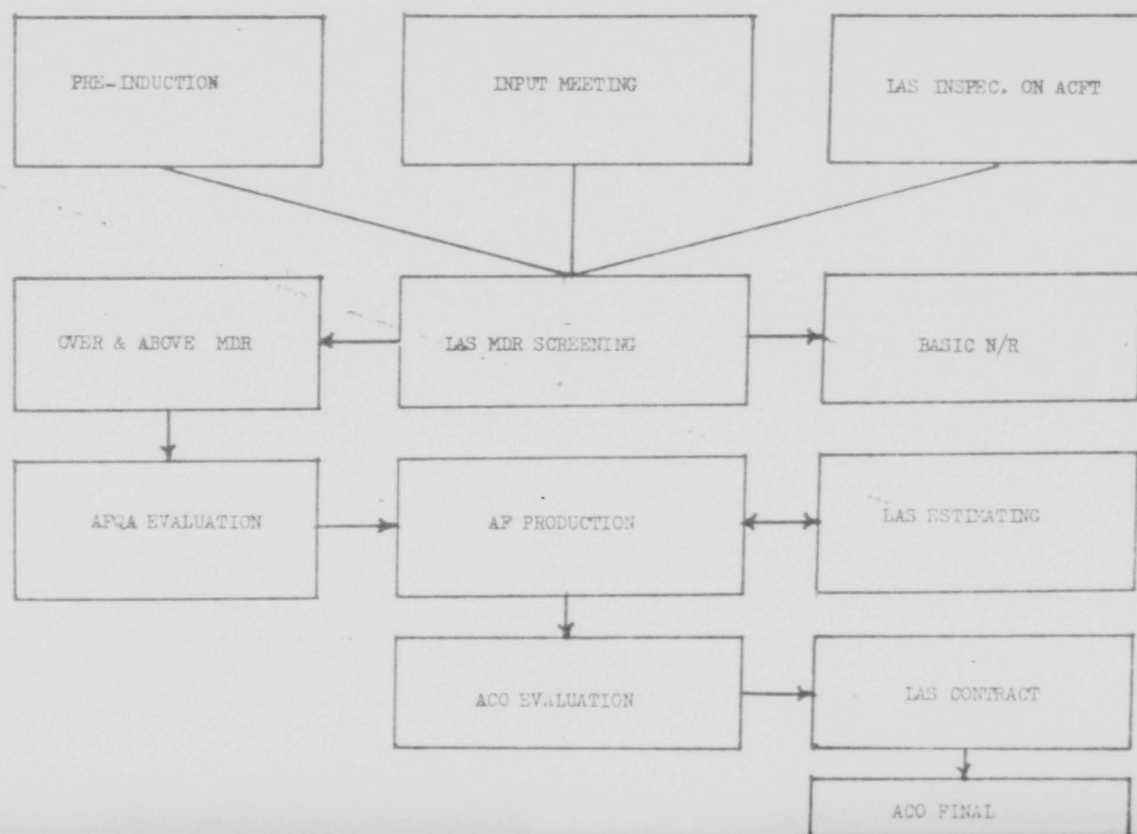 PRE-INDUCTION
INPUT MEETING
LAS INSPEC. ON ACFT
OVER & ABOVE MDR
LAS MDR SCREENING
BASIC N/R
AFQA EVALUATION
AF PRODUCTION
LAS ESTIMATING
ACO EVALUATION
LAS CONTRACT
ACO FINAL